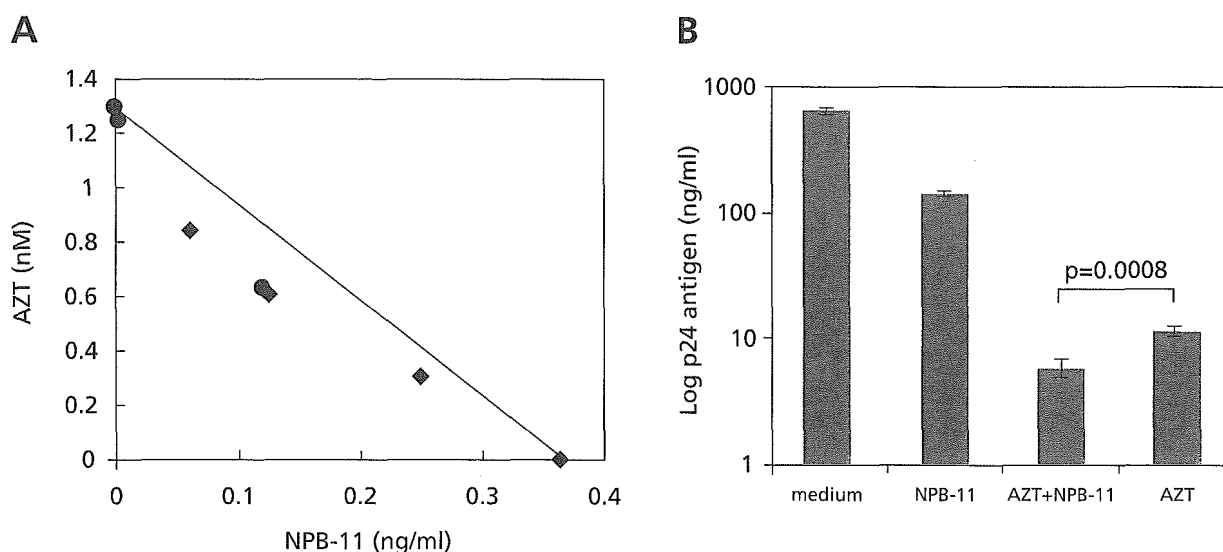 A
AZT (nM)
1.4
1.2
1
0.8
0.6
0.4
0.2
0
0 0.1 0.2 0.3 0.4
NPB-11 (ng/ml)
B
Log p24 antigen (ng/ml)
1000
100
10
1
p=0.0008
medium NPB-11 AZT+NPB-11 AZT